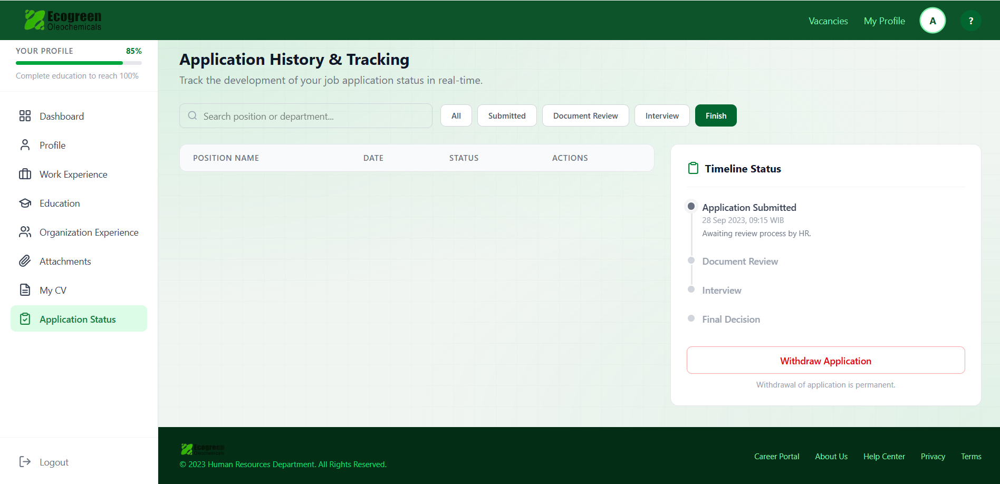 Ecogreen
Oleochemicals
Vacancies
My Profile
A
?
YOUR PROFILE
85%
Complete education to reach 100%
Dashboard
Profile
Work Experience
Education
Organization Experience
Attachments
My CV
Application Status
Logout
Application History & Tracking
Track the development of your job application status in real-time.
Search position or department...
All
Submitted
Document Review
Interview
Finish
POSITION NAME
DATE
STATUS
ACTIONS
Timeline Status
Application Submitted
28 Sep 2023, 09:15 WIB
Awaiting review process by HR.
Document Review
Interview
Final Decision
Withdraw Application
Withdrawal of application is permanent.
Ecogreen
Oleochemicals
© 2023 Human Resources Department. All Rights Reserved.
Career Portal
About Us
Help Center
Privacy
Terms